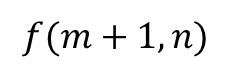 f(m + 1, n)